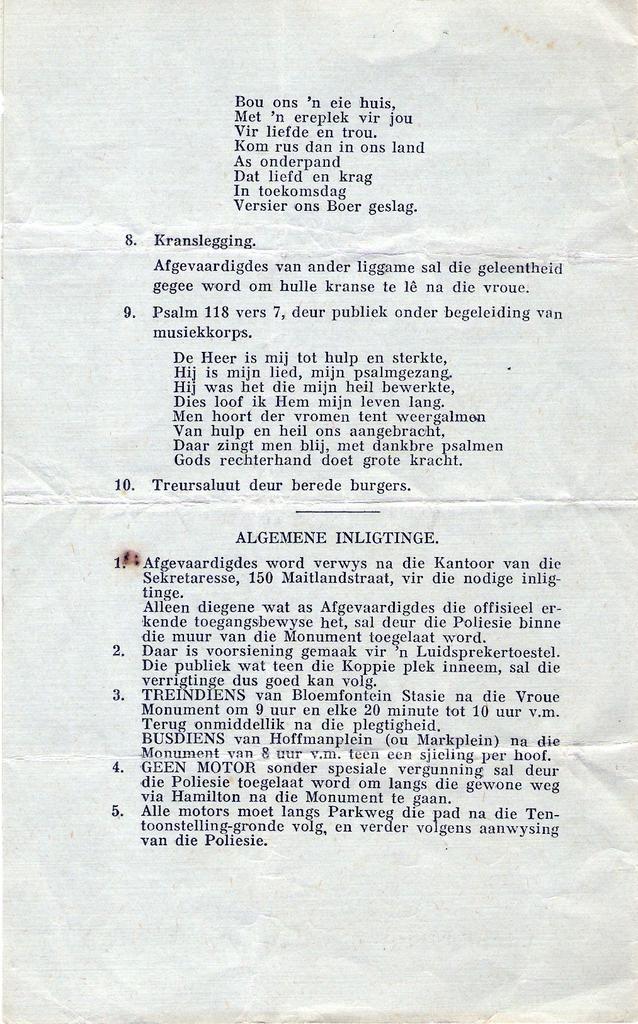 Bou ons 'n eie huis,
Met 'n ereplek vir jou
Vir liefde en trou.
Kom rus dan in ons land
As onderpand
Dat liefd en krag
In toekomsdag
Versier ons Boer geslag.
8. Kranslegging.
Afgevaardigdes van ander liggame sal die geleentheid
gegee word om hulle kranse te lê na die vroue.
9. Psalm 118 vers 7, deur publiek onder begeleiding van
musiekkorps.
De Heer is mij tot hulp en sterkte,
Hij is mijn lied, mijn psalmgezang.
Hij was het die mijn heil bewerkte,
Dies loof ik Hem mijn leven lang.
Men hoort der vromen tent weergalmen
Van hulp en heil ons aangebracht,
Daar zingt men blij, met dankbre psalmen
Gods rechterhand doet grote kracht.
10. Treursaluut deur berede burgers.
ALGEMENE INLIGTINGE.
1. Afgevaardigdes word verwys na die Kantoor van die
Sekretaresse, 150 Maitlandstraat, vir die nodige inlig-
tinge.
Alleen diegene wat as Afgevaardigdes die offisieel er-
kende toegangsbewyse het, sal deur die Poliesie binne
die muur van die Monument toegelaat word.
2. Daar is voorsiening gemaak vir 'n Luidsprekertoestel.
Die publiek wat teen die Koppie plek inneem, sal die
verrigtinge dus goed kan volg.
3. TREINDIENS van Bloemfontein Stasie na die Vroue
Monument om 9 uur en elke 20 minute tot 10 uur v.m.
Terug onmiddellik na die plegtigheid.
BUSDIENS van Hoffmanplein (ou Markplein) na die
Monument van 8 uur v.m. teen een sjieling per hoof.
4. GEEN MOTOR sonder spesiale vergunning sal deur
die Poliesie toegelaat word om langs die gewone weg
via Hamilton na die Monument te gaan.
5. Alle motors moet langs Parkweg die pad na die Ten-
toonstelling-gronde volg, en verder volgens aanwysing
van die Poliesie.